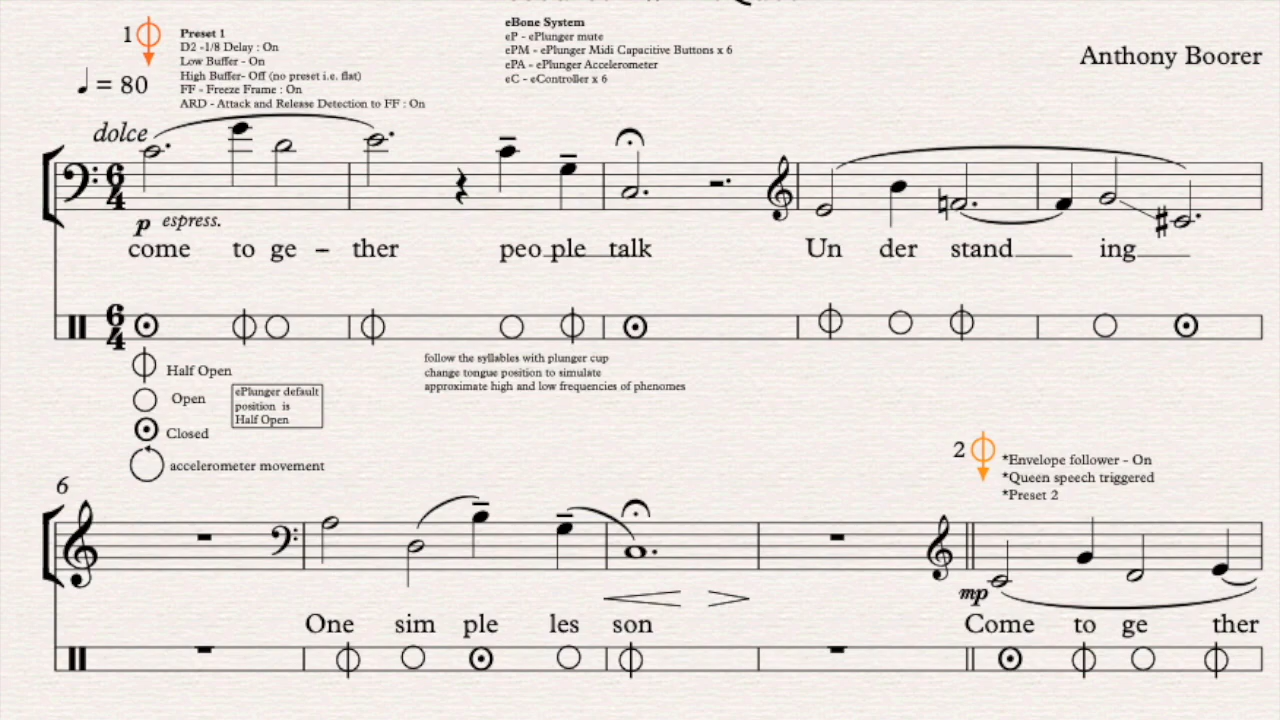 1
Preset 1
D2 -1/8 Delay : On
Low Buffer - On
High Buffer- Off (no preset i.e. flat)
FF - Freeze Frame : On
ARD - Attack and Release Detection to FF : On
eBone System
eP - ePlunger mute
ePM - ePlunger Midi Capacitive Buttons x 6
ePA - ePlunger Accelerometer
eC - eController x 6
Anthony Boorer
= 80
dolce
6
4
p espress.
come to ge - ther peo ple talk Un der stand ing
6
4
Half Open
Open
Closed
accelerometer movement
ePlunger default
position is
Half Open
follow the syllables with plunger cup
change tongue position to simulate
approximate high and low frequencies of phenomes
2
*Envelope follower - On
*Queen speech triggered
*Preset 2
6
mp
One sim ple les son Come to ge ther